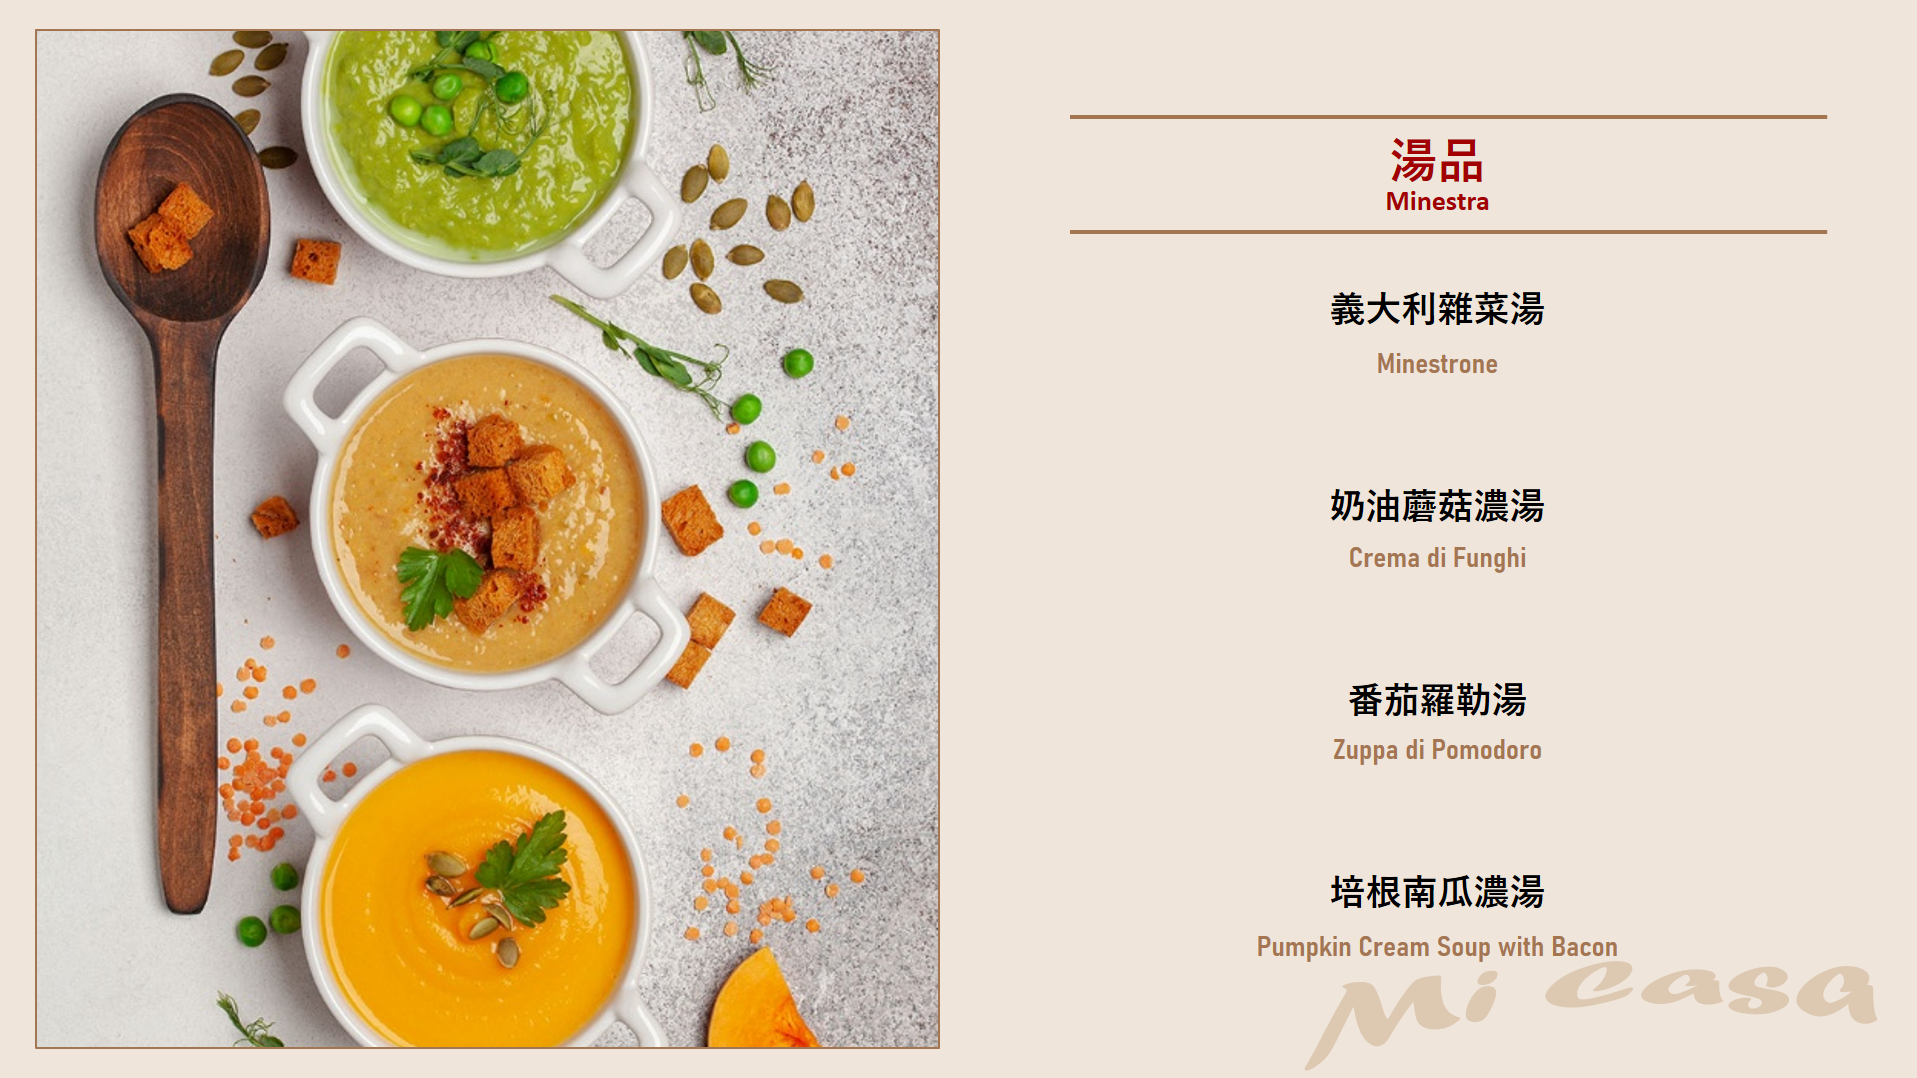 湯品
Minestra
義大利雜菜湯
Minestrone
奶油蘑菇濃湯
Crema di Funghi
番茄羅勒湯
Zuppa di Pomodoro
培根南瓜濃湯
Pumpkin Cream Soup with Bacon
Mi casa